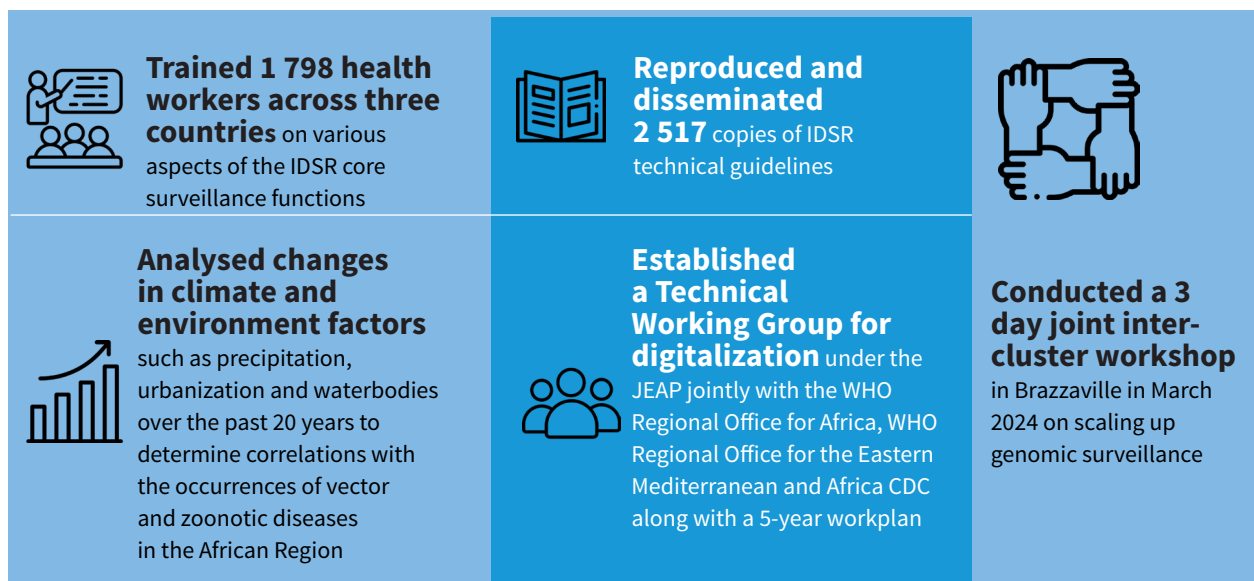 Trained 1 798 health
workers across three
countries on various
aspects of the IDSR core
surveillance functions
Reproduced and
disseminated
2 517 copies of IDSR
technical guidelines
Analysed changes
in climate and
environment factors
such as precipitation,
urbanization and waterbodies
over the past 20 years to
determine correlations with
the occurrences of vector
and zoonotic diseases
in the African Region
Established
a Technical
Working Group for
digitalization under the
JEAP jointly with the WHO
Regional Office for Africa, WHO
Regional Office for the Eastern
Mediterranean and Africa CDC
along with a 5-year workplan
Conducted a 3
day joint inter-
cluster workshop
in Brazzaville in March
2024 on scaling up
genomic surveillance